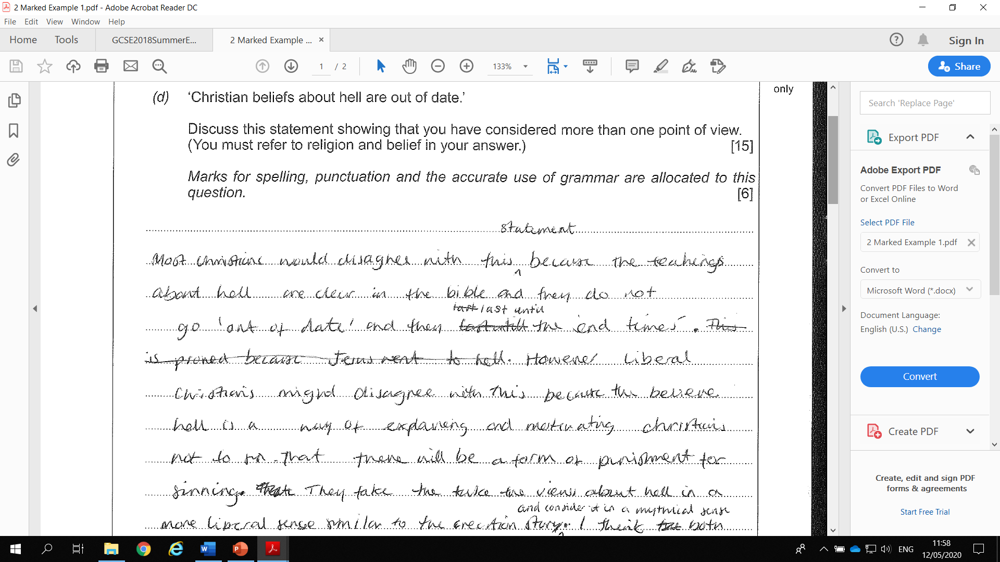 2 Marked Example 1.pdf - Adobe Acrobat Reader DC
File Edit View Window Help
Home Tools GCSE2018SummerE... 2 Marked Example ... ×
? Sign In
1 / 2 133% Share
only
(d) ‘Christian beliefs about hell are out of date.’
Discuss this statement showing that you have considered more than one point of view.
(You must refer to religion and belief in your answer.) [15]
Marks for spelling, punctuation and the accurate use of grammar are allocated to this
question. [6]
statement
Most christians would disagree with this ^ because the teahings
about hell are clear in the bible and they do not
last last until
go 'out of date' and they last untill the 'end times'. This
is proved because Jesus went to hell. However Liberal
Christians might disagree with this because the believe
hell is a way of explaning and motivating christians
not to sin. That there will be a form of punishment for
sinning. They take the take the views about hell in a
and consider it in a mythical sense
more liberal sense similar to the creation story. I think both
Search 'Replace Page'
Export PDF
Adobe Export PDF
Convert PDF Files to Word
or Excel Online
Select PDF File
2 Marked Example 1.pdf
Convert to
Microsoft Word (*.docx)
Document Language:
English (U.S.) Change
Convert
Create PDF
Create, edit and sign PDF
forms & agreements
Start Free Trial
ENG
11:58
12/05/2020